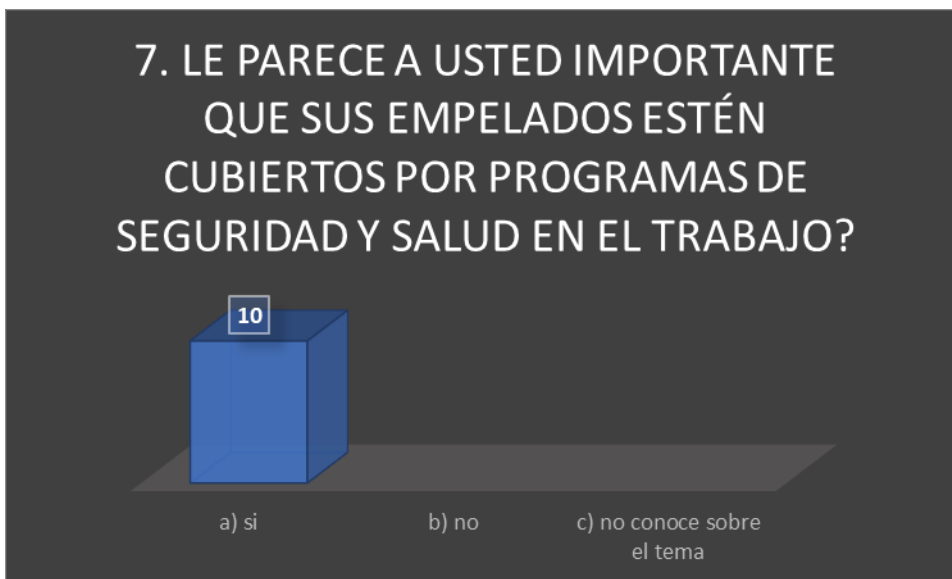 7. LE PARECE A USTED IMPORTANTE
QUE SUS EMPELADOS ESTÉN
CUBIERTOS POR PROGRAMAS DE
SEGURIDAD Y SALUD EN EL TRABAJO?
10
a) si
b) no
c) no conoce sobre
el tema